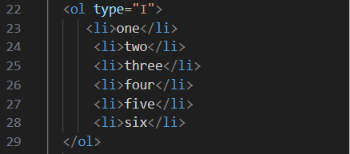 22 <ol type="I">
23 <li>one</li>
24 <li>two</li>
25 <li>three</li>
26 <li>four</li>
27 <li>five</li>
28 <li>six</li>
29 </ol>